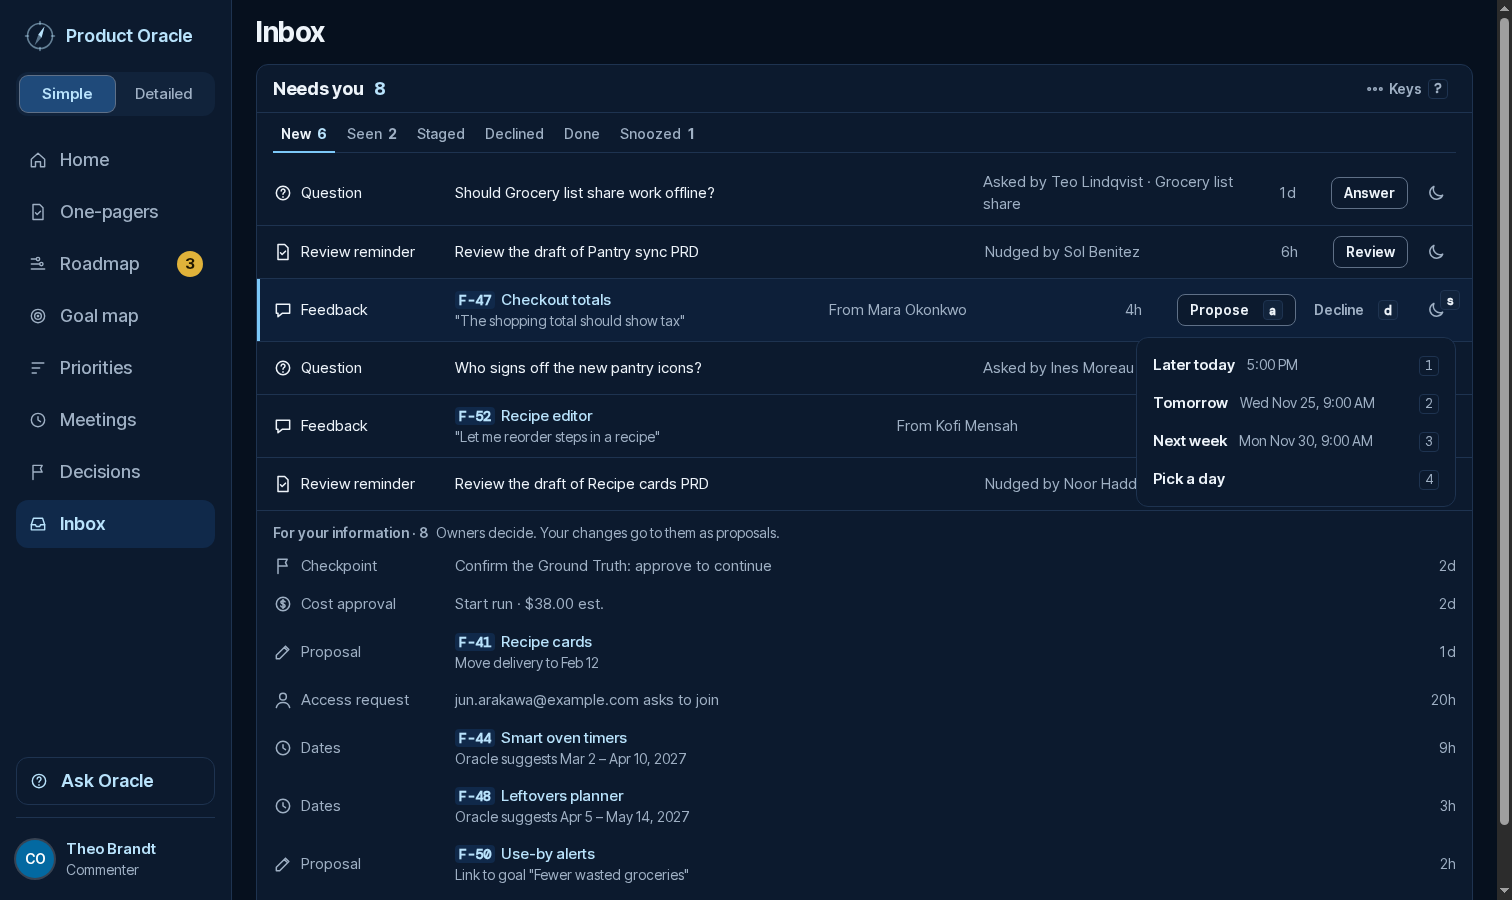 Product Oracle
Simple
Detailed
Home
One-pagers
Roadmap 3
Goal map
Priorities
Meetings
Decisions
Inbox
Ask Oracle
CO
Theo Brandt
Commenter
Inbox
Needs you 8
Keys ?
New 6 Seen 2 Staged Declined Done Snoozed 1
Question Should Grocery list share work offline? Asked by Teo Lindqvist · Grocery list share 1d Answer
Review reminder Review the draft of Pantry sync PRD Nudged by Sol Benitez 6h Review
Feedback F-47 Checkout totals From Mara Okonkwo 4h Propose a Decline d s
"The shopping total should show tax"
Question Who signs off the new pantry icons? Asked by Ines Moreau
Feedback F-52 Recipe editor From Kofi Mensah
"Let me reorder steps in a recipe"
Review reminder Review the draft of Recipe cards PRD Nudged by Noor Hadd
Later today 5:00 PM 1
Tomorrow Wed Nov 25, 9:00 AM 2
Next week Mon Nov 30, 9:00 AM 3
Pick a day 4
For your information · 8 Owners decide. Your changes go to them as proposals.
Checkpoint Confirm the Ground Truth: approve to continue 2d
Cost approval Start run · $38.00 est. 2d
Proposal F-41 Recipe cards 1d
Move delivery to Feb 12
Access request jun.arakawa@example.com asks to join 20h
Dates F-44 Smart oven timers 9h
Oracle suggests Mar 2 – Apr 10, 2027
Dates F-48 Leftovers planner 3h
Oracle suggests Apr 5 – May 14, 2027
Proposal F-50 Use-by alerts 2h
Link to goal "Fewer wasted groceries"